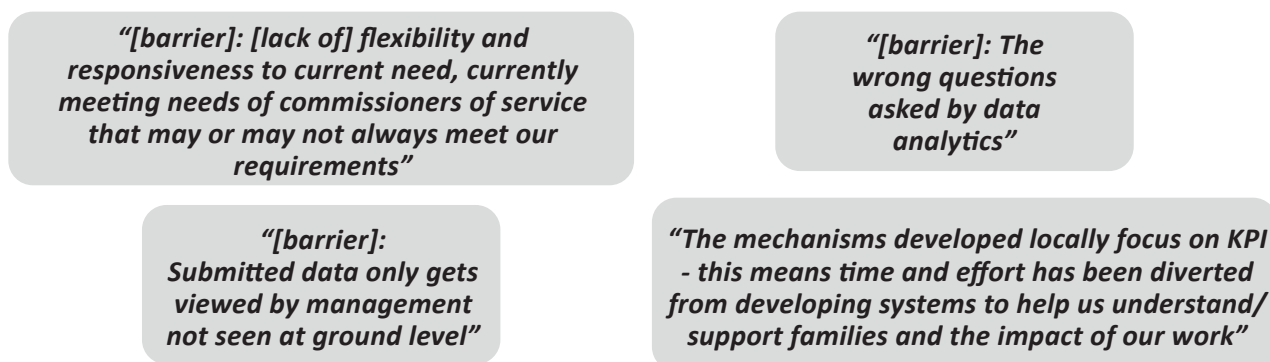 “[barrier]: [lack of] flexibility and
responsiveness to current need, currently
meeting needs of commissioners of service
that may or may not always meet our
requirements”
“[barrier]: The
wrong questions
asked by data
analytics”
“[barrier]:
Submitted data only gets
viewed by management
not seen at ground level”
“The mechanisms developed locally focus on KPI
- this means time and effort has been diverted
from developing systems to help us understand/
support families and the impact of our work”